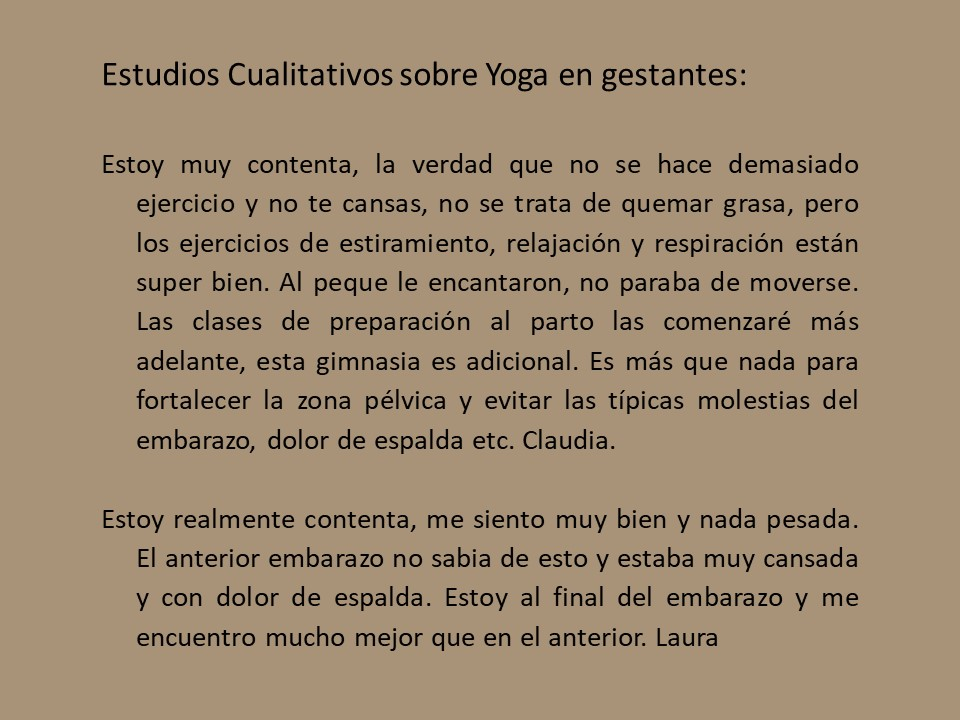 Estudios Cualitativos sobre Yoga en gestantes:
Estoy muy contenta, la verdad que no se hace demasiado
ejercicio y no te cansas, no se trata de quemar grasa, pero
los ejercicios de estiramiento, relajación y respiración están
super bien. Al peque le encantaron, no paraba de moverse.
Las clases de preparación al parto las comenzaré más
adelante, esta gimnasia es adicional. Es más que nada para
fortalecer la zona pélvica y evitar las típicas molestias del
embarazo, dolor de espalda etc. Claudia.
Estoy realmente contenta, me siento muy bien y nada pesada.
El anterior embarazo no sabia de esto y estaba muy cansada
y con dolor de espalda. Estoy al final del embarazo y me
encuentro mucho mejor que en el anterior. Laura